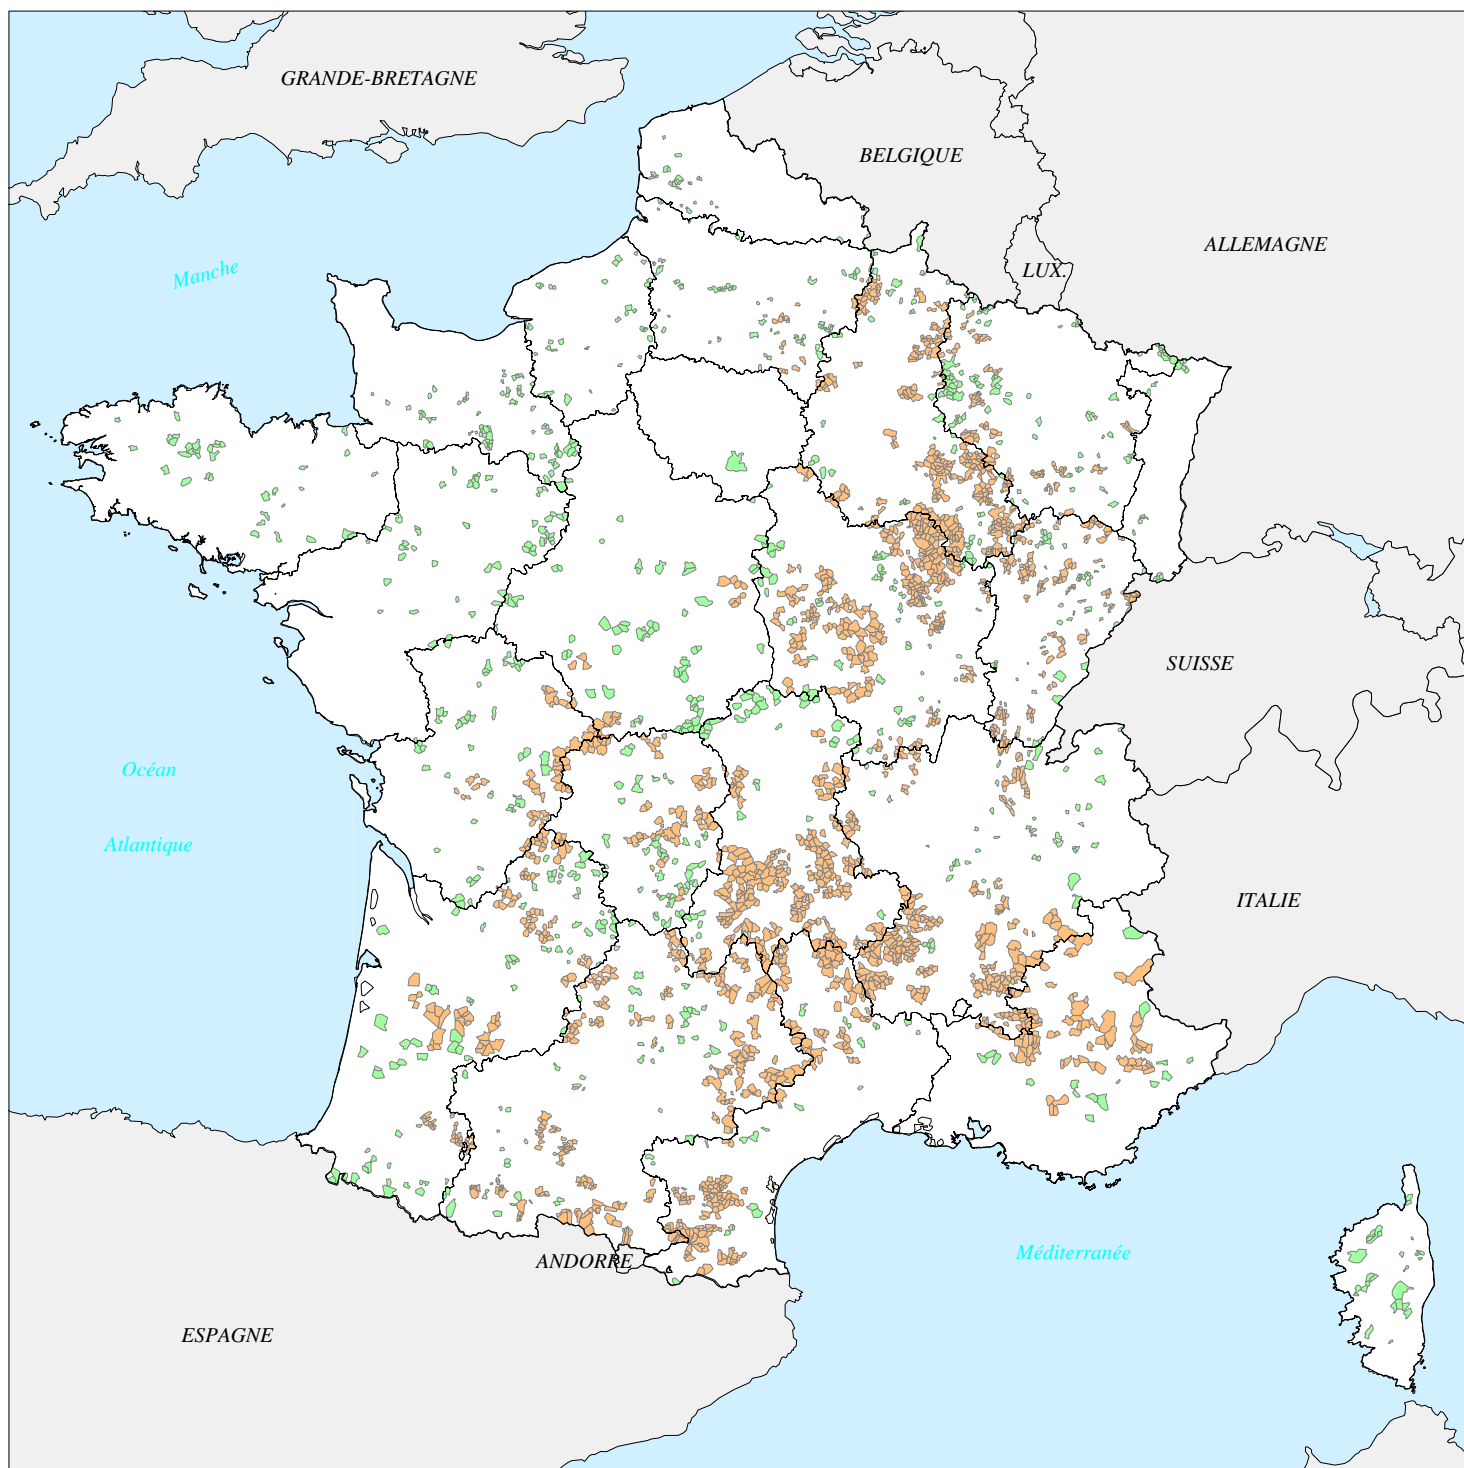 GRANDE-BRETAGNE
BELGIQUE
ALLEMAGNE
LUX.
Manche
SUISSE
Océan
Atlantique
ITALIE
Méditerranée
ANDORRE
ESPAGNE